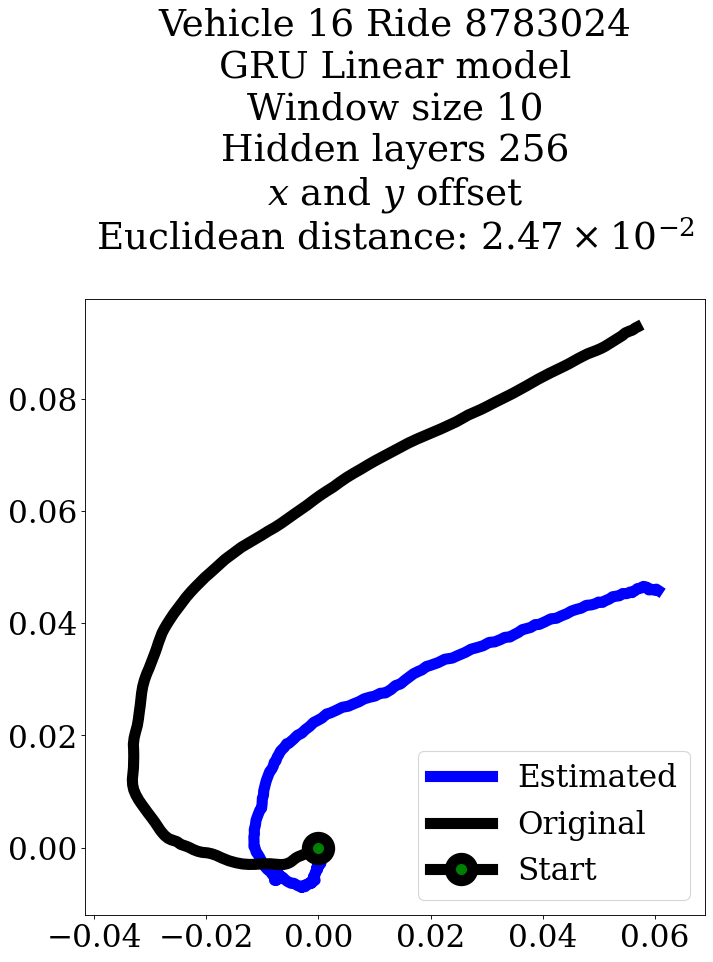 Vehicle 16 Ride 8783024
GRU Linear model
Window size 10
Hidden layers 256
x and y offset
Euclidean distance: 2.47 × 10⁻²
0.08
0.06
0.04
0.02
0.00
Estimated
Original
Start
−0.04 −0.02 0.00 0.02 0.04 0.06